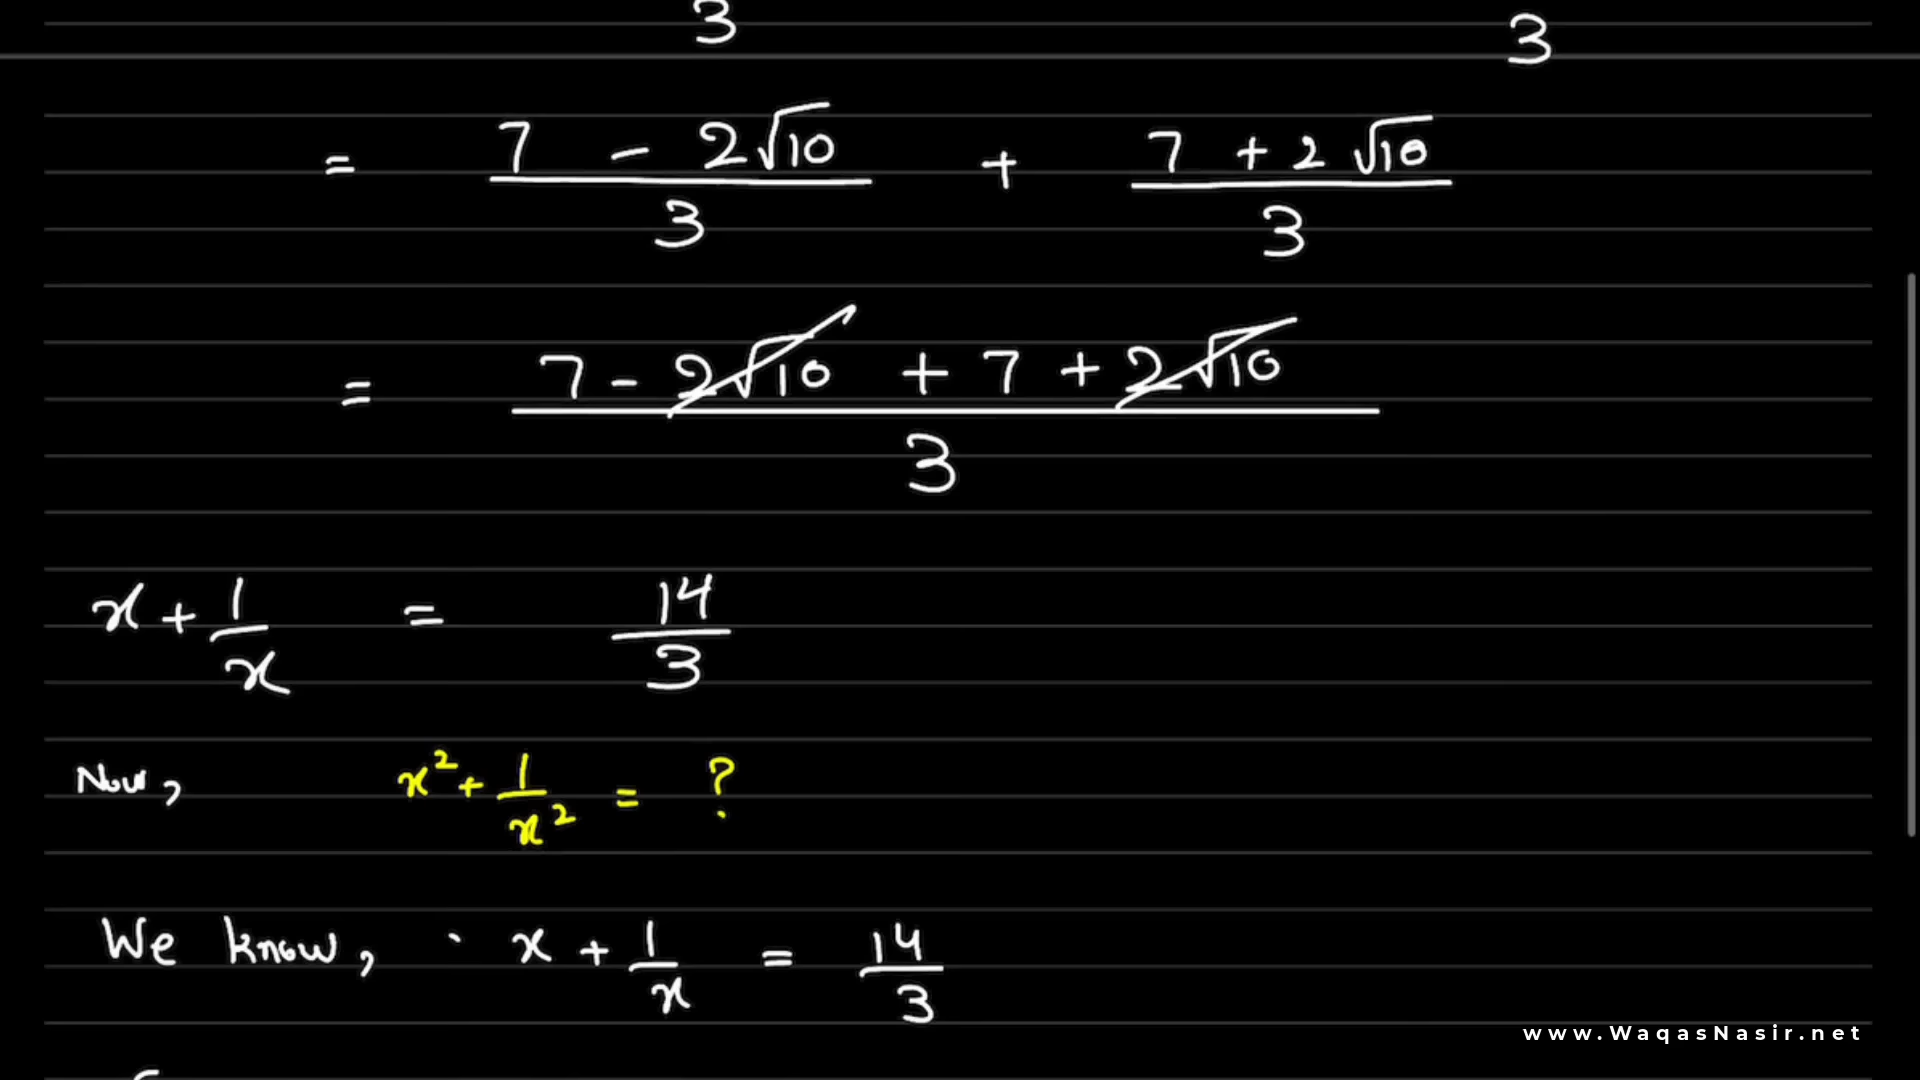 3 3
= (7 - 2√10)/3 + (7 + 2√10)/3
= (7 - 2√10 + 7 + 2√10)/3
x + 1/x = 14/3
Now, x² + 1/x² = ?
We know, x + 1/x = 14/3
www.WaqasNasir.net